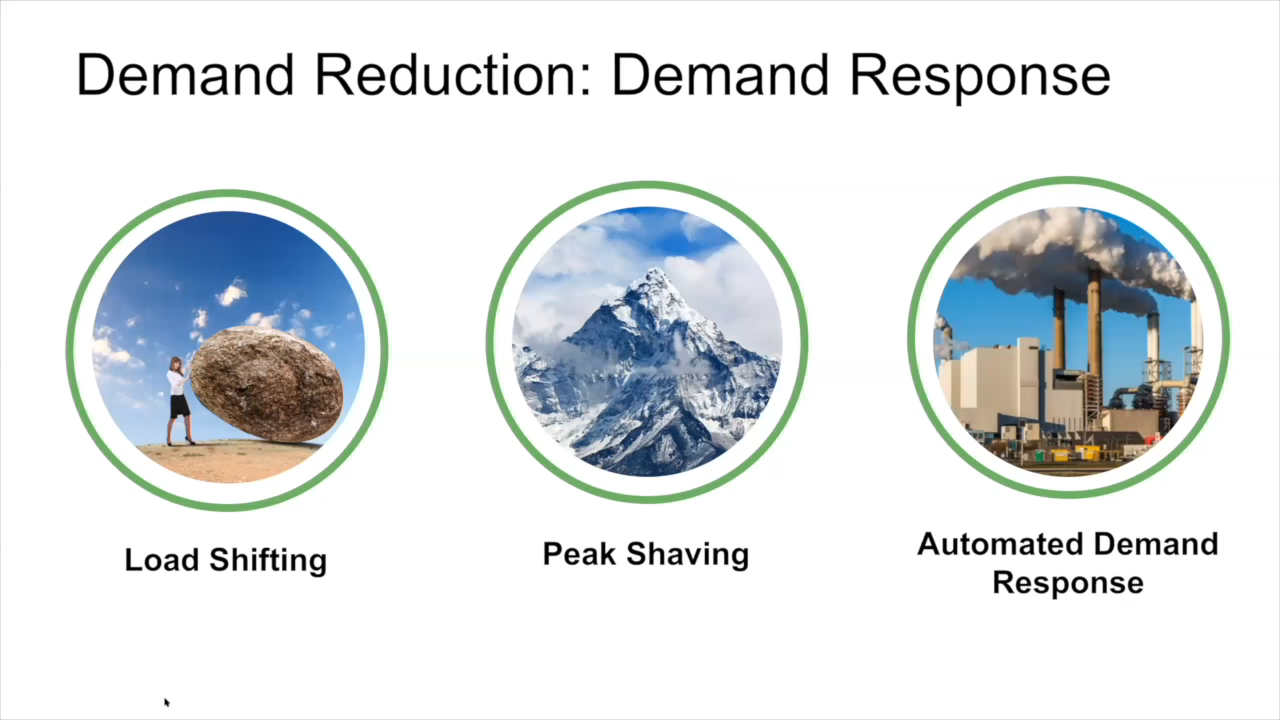 Demand Reduction: Demand Response
Load Shifting
Peak Shaving
Automated Demand
Response